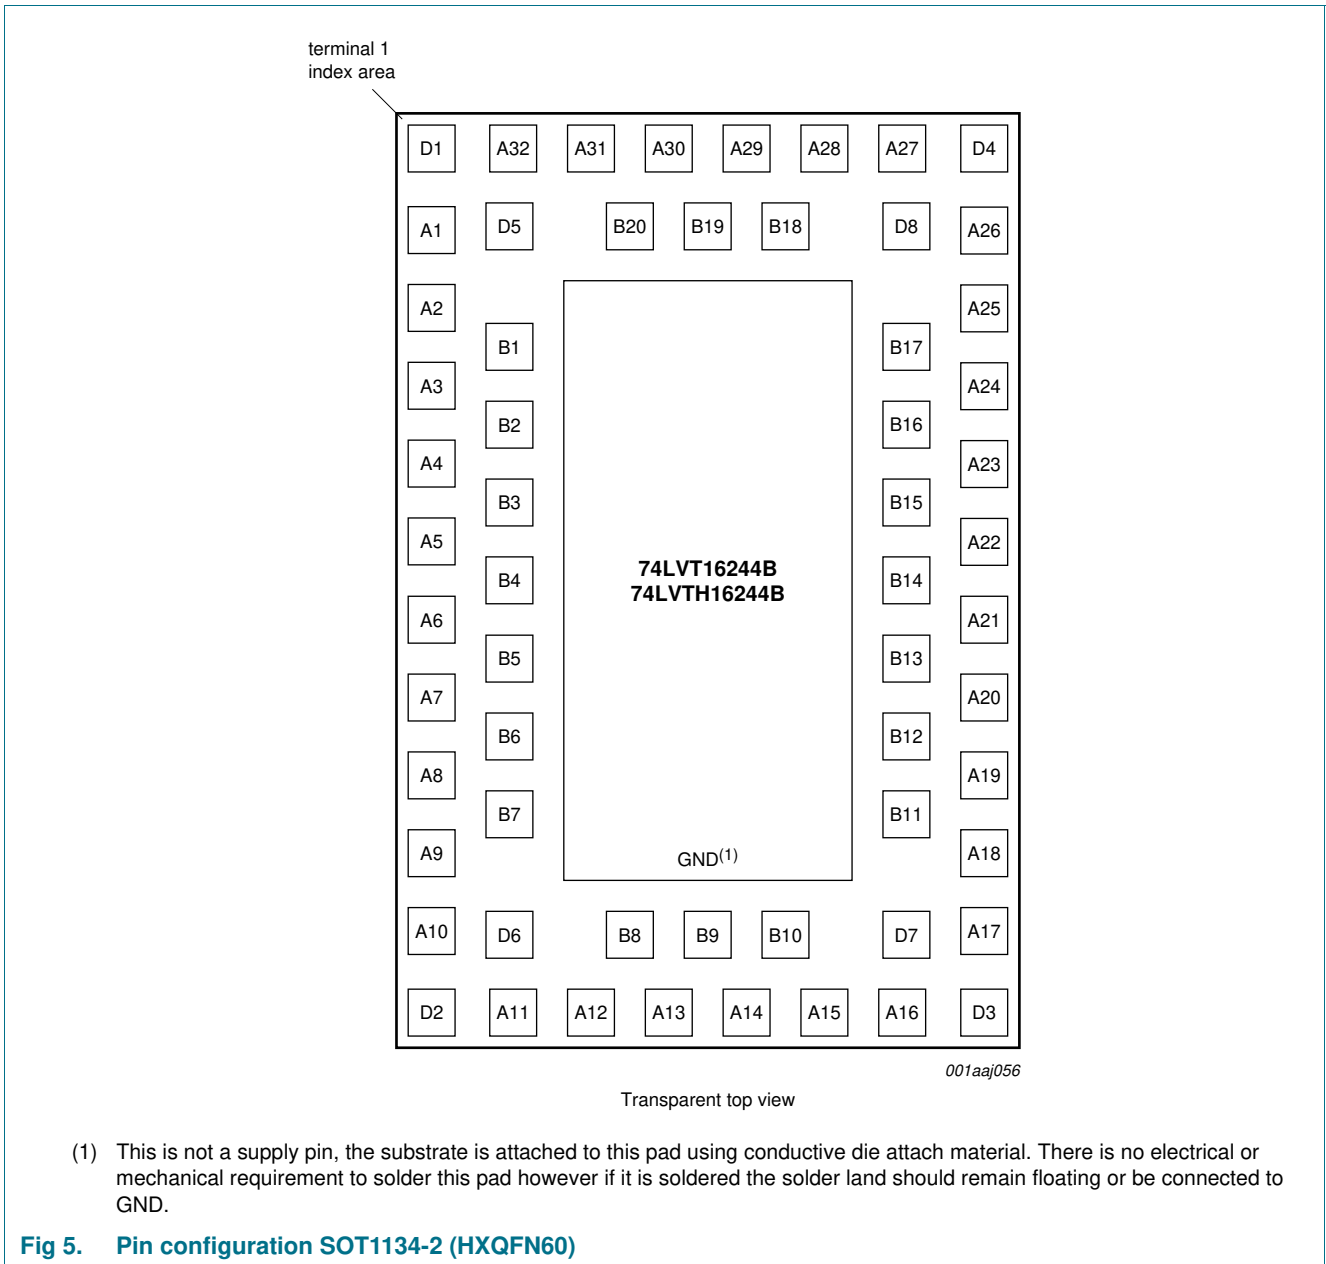 terminal 1
index area
D1 A32 A31 A30 A29 A28 A27 D4
A1 D5 B20 B19 B18 D8 A26
A2 A25
B1 B17
A3 A24
B2 B16
A4 A23
B3 B15
A5 A22
74LVT16244B
B4 B14
74LVTH16244B
A6 A21
B5 B13
A7 A20
B6 B12
A8 A19
B7 B11
A9 A18
GND(1)
A10 D6 B8 B9 B10 D7 A17
D2 A11 A12 A13 A14 A15 A16 D3
001aaj056
Transparent top view
(1) This is not a supply pin, the substrate is attached to this pad using conductive die attach material. There is no electrical or
mechanical requirement to solder this pad however if it is soldered the solder land should remain floating or be connected to
GND.
Fig 5. Pin configuration SOT1134-2 (HXQFN60)